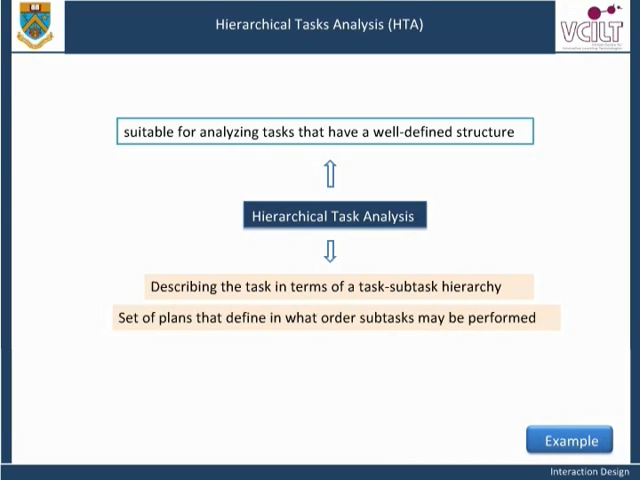 Hierarchical Tasks Analysis (HTA)
VCILT
suitable for analyzing tasks that have a well-defined structure
Hierarchical Task Analysis
Describing the task in terms of a task-subtask hierarchy
Set of plans that define in what order subtasks may be performed
Example
Interaction Design